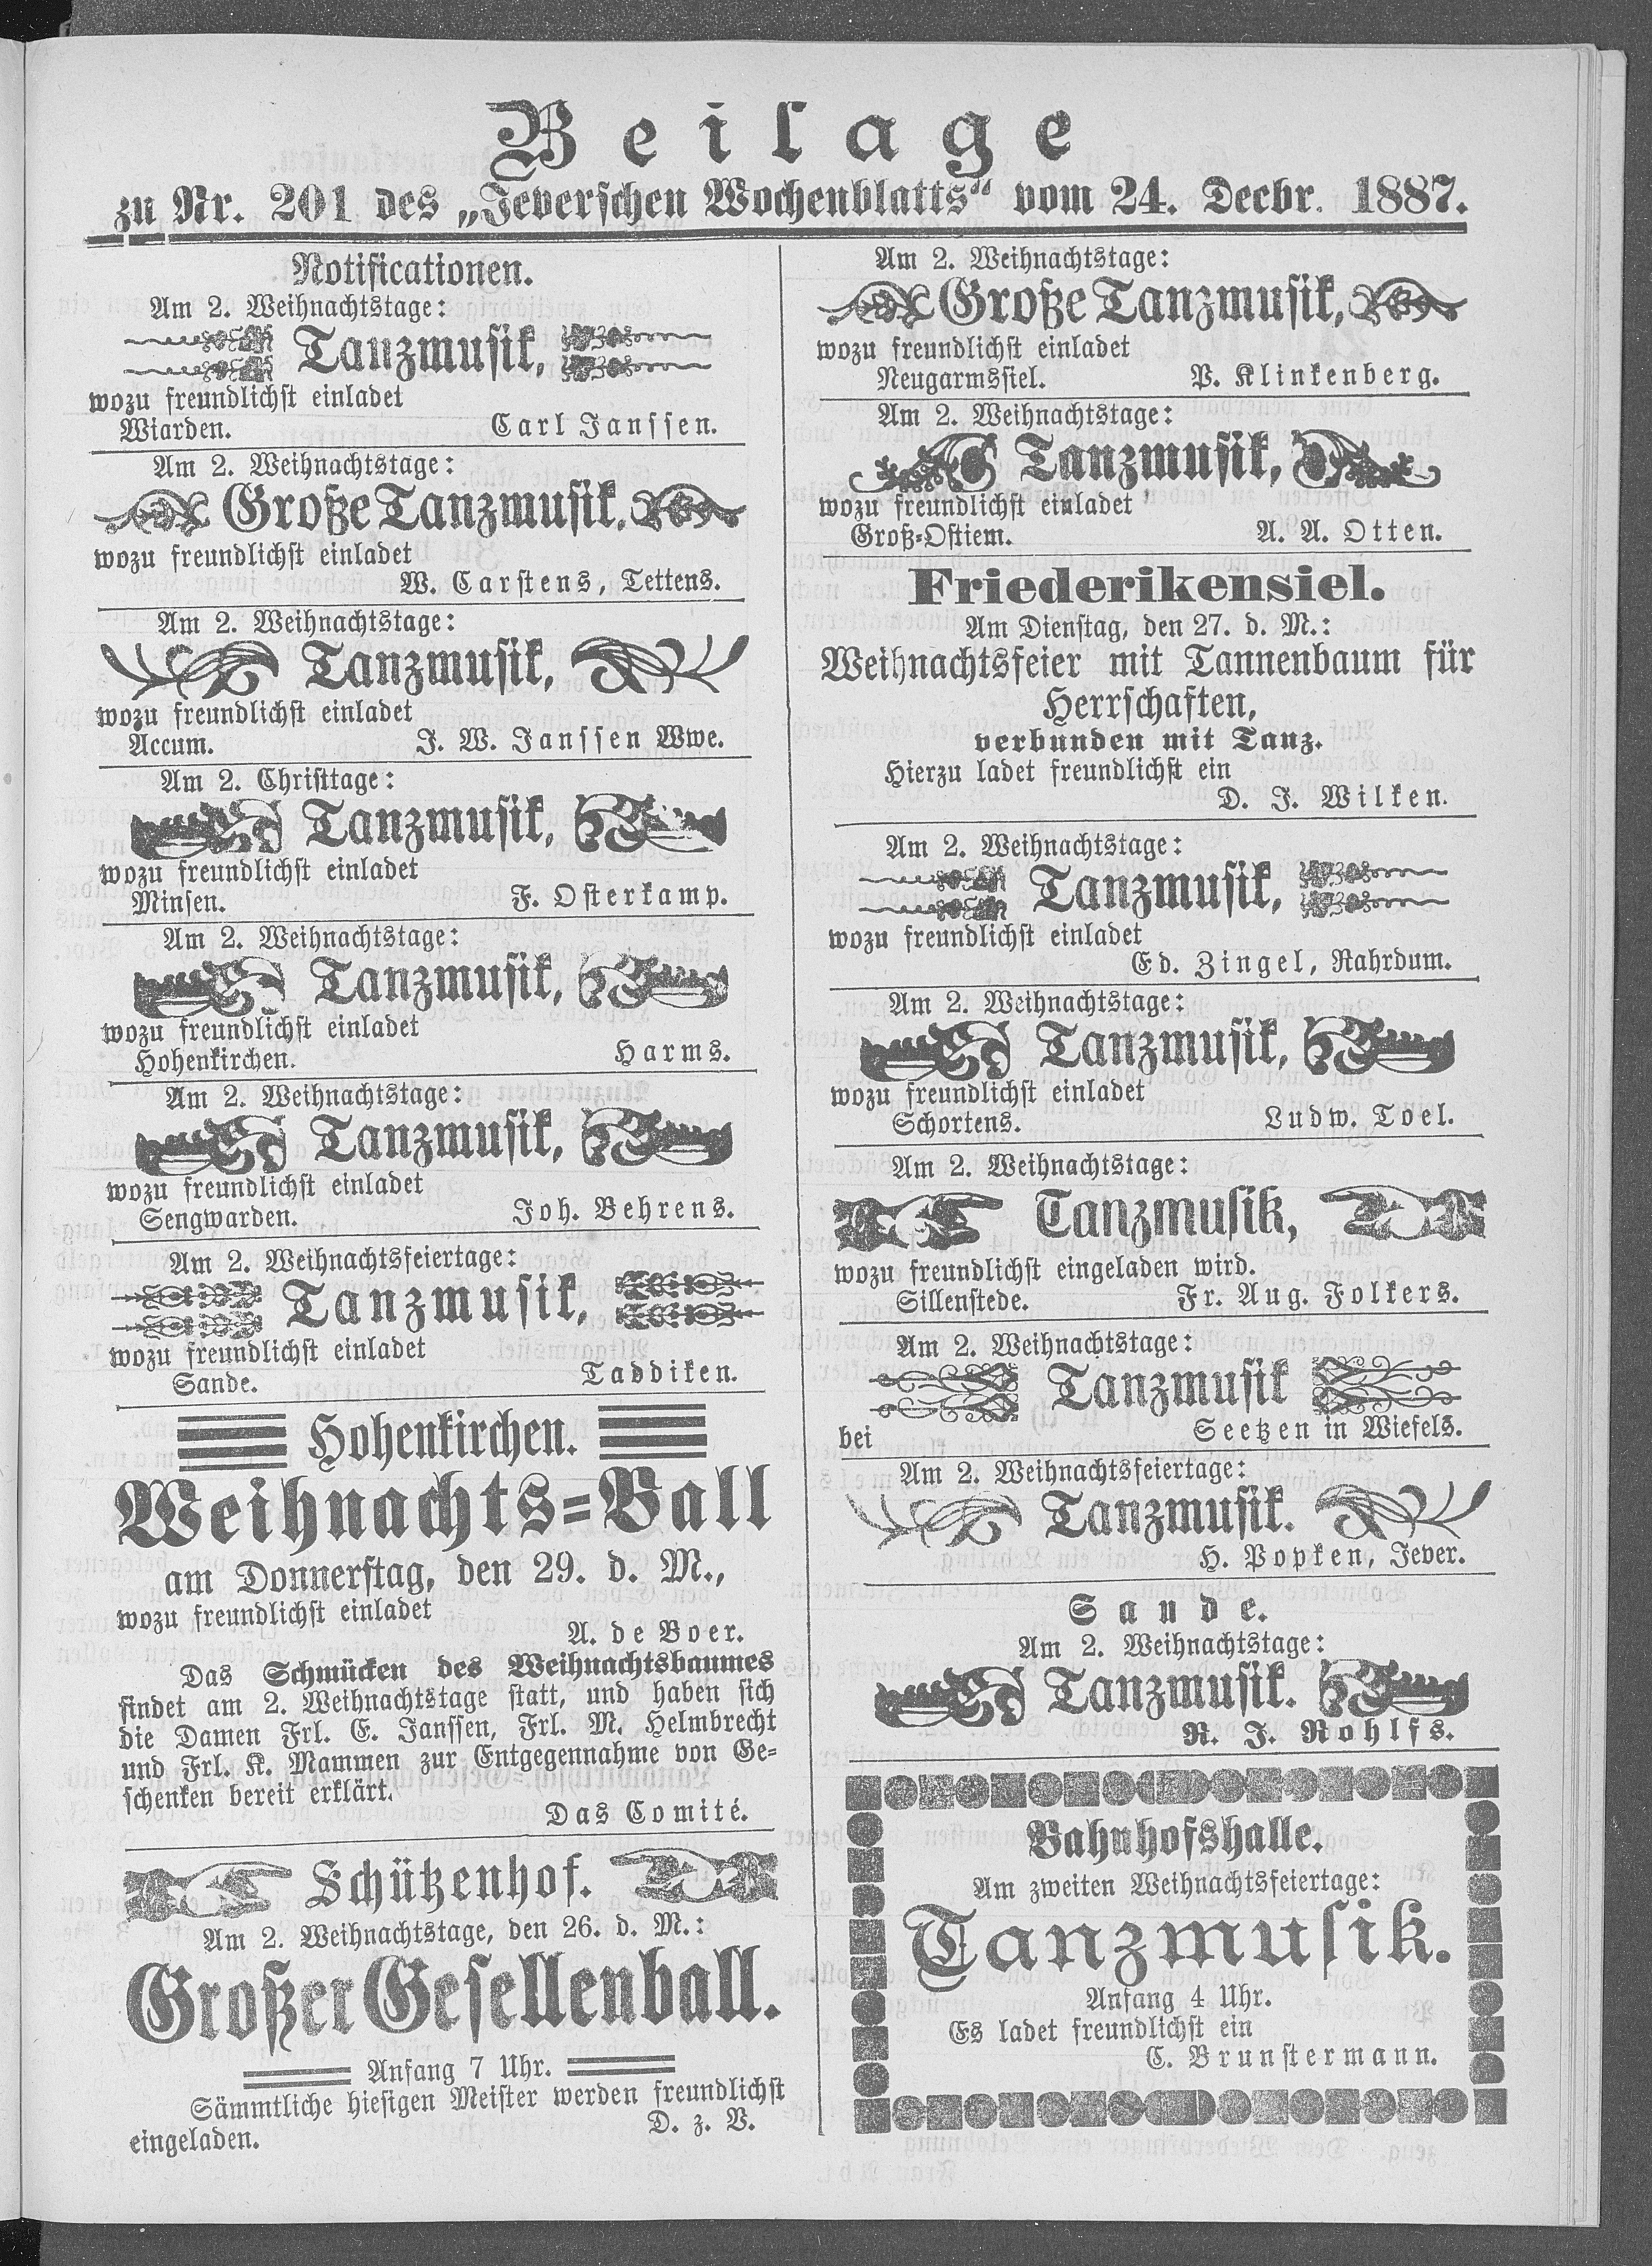 Beilage
zu Nr. 201 des „Jeverschen Wochenblatts“ vom 24. Decbr. 1887.
Notificationen.
Am 2. Weihnachtstage:
Tanzmusik,
wozu freundlichst einladet
Wiarden. Carl Janssen.
Am 2. Weihnachtstage:
Große Tanzmusik,
wozu freundlichst einladet
W. Carstens, Tettens.
Am 2. Weihnachtstage:
Tanzmusik,
wozu freundlichst einladet
Accum. J. W. Janssen Wwe.
Am 2. Christtage:
Tanzmusik,
wozu freundlichst einladet
Minsen. F. Osterkamp.
Am 2. Weihnachtstage:
Tanzmusik,
wozu freundlichst einladet
Hohenkirchen. Harms.
Am 2. Weihnachtstage:
Tanzmusik,
wozu freundlichst einladet
Sengwarden. Joh. Behrens.
Am 2. Weihnachtsfeiertage:
Tanzmusik,
wozu freundlichst einladet
Sande. Taddiken.
Hohenkirchen.
Weihnachts=Ball
am Donnerstag, den 29. d. M.,
wozu freundlichst einladet
A. de Boer.
Das Schmücken des Weihnachtsbaumes
findet am 2. Weihnachtstage statt, und haben sich
die Damen Frl. E. Janssen, Frl. M. Helmbrecht
und Frl. K. Mammen zur Entgegennahme von Ge=
schenken bereit erklärt.
Das Comité.
Schützenhof.
Am 2. Weihnachtstage, den 26. d. M.:
Großer Gesellenball.
Anfang 7 Uhr.
Sämmtliche hiesigen Meister werden freundlichst
eingeladen. D. z. V.
Am 2. Weihnachtstage:
Große Tanzmusik,
wozu freundlichst einladet
Neugarmssiel. P. Klinkenberg.
Am 2. Weihnachtstage:
Tanzmusik,
wozu freundlichst einladet
Groß=Ostiem. A. A. Otten.
Friederikensiel.
Am Dienstag, den 27. d. M.:
Weihnachtsfeier mit Tannenbaum für
Herrschaften,
verbunden mit Tanz.
Hierzu ladet freundlichst ein
D. J. Wilken.
Am 2. Weihnachtstage:
Tanzmusik,
wozu freundlichst einladet
Ed. Zingel, Rahrdum.
Am 2. Weihnachtstage:
Tanzmusik,
wozu freundlichst einladet
Schortens. Ludw. Toel.
Am 2. Weihnachtstage:
Tanzmusik,
wozu freundlichst eingeladen wird.
Sillenstede. Fr. Aug. Folkers.
Am 2. Weihnachtstage:
Tanzmusik
bei Seetzen in Wiefels.
Am 2. Weihnachtsfeiertage:
Tanzmusik.
H. Popken, Jever.
Sande.
Am 2. Weihnachtstage:
Tanzmusik.
R. J. Rohlfs.
Bahnhofshalle.
Am zweiten Weihnachtsfeiertage:
Tanzmusik.
Anfang 4 Uhr.
Es ladet freundlichst ein
C. Brunstermann.